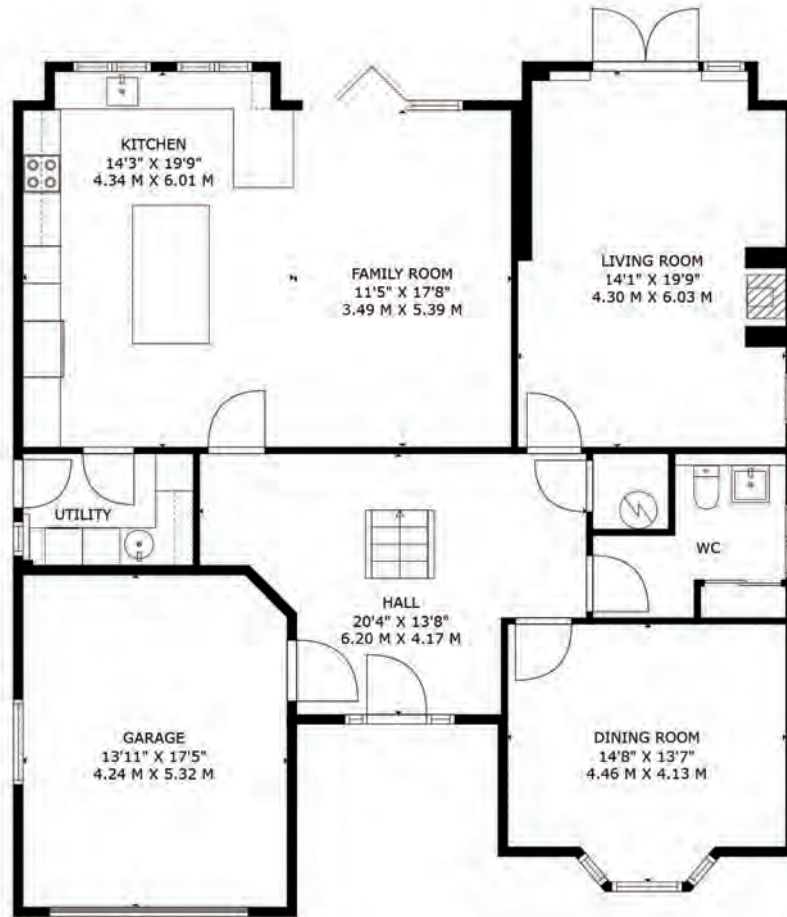 KITCHEN
14'3" X 19'9"
4.34 M X 6.01 M
FAMILY ROOM
11'5" X 17'8"
3.49 M X 5.39 M
LIVING ROOM
14'1" X 19'9"
4.30 M X 6.03 M
UTILITY
WC
HALL
20'4" X 13'8"
6.20 M X 4.17 M
GARAGE
13'11" X 17'5"
4.24 M X 5.32 M
DINING ROOM
14'8" X 13'7"
4.46 M X 4.13 M